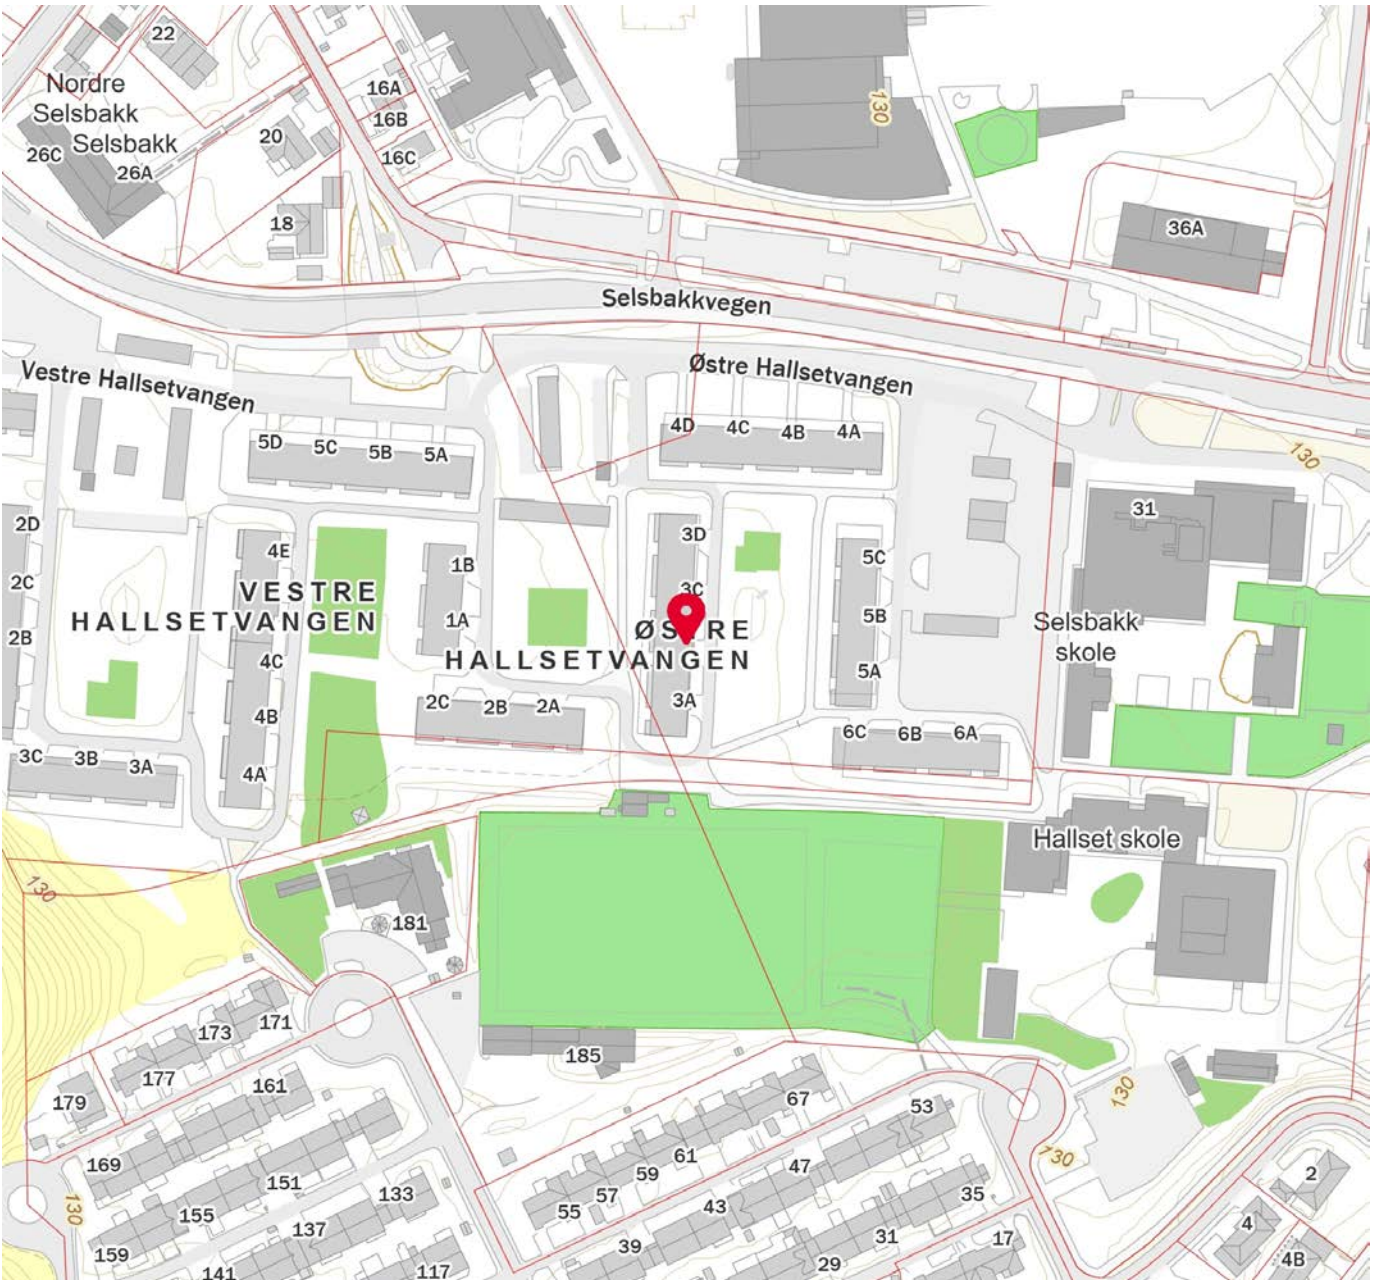 22
Nordre
Selsbakk
Selsbakk
26C
26A
20
16A
16B
16C
18
130
36A
Selsbakkvegen
Vestre Hallsetvangen
Østre Hallsetvangen
5D
5C
5B
5A
4D
4C
4B
4A
130
31
2D
2C
2B
4E
VESTRE
HALLSETVANGEN
4C
4B
4A
1B
1A
3D
3C
ØSTRE
HALLSETVANGEN
3A
5C
5B
5A
Selsbakk
skole
2C
2B
2A
6C
6B
6A
3C
3B
3A
Hallset skole
130
181
185
173
171
177
179
161
169
151
155
159
133
137
141
117
67
53
61
59
57
55
47
43
39
35
31
29
17
130
130
130
2
4
4B